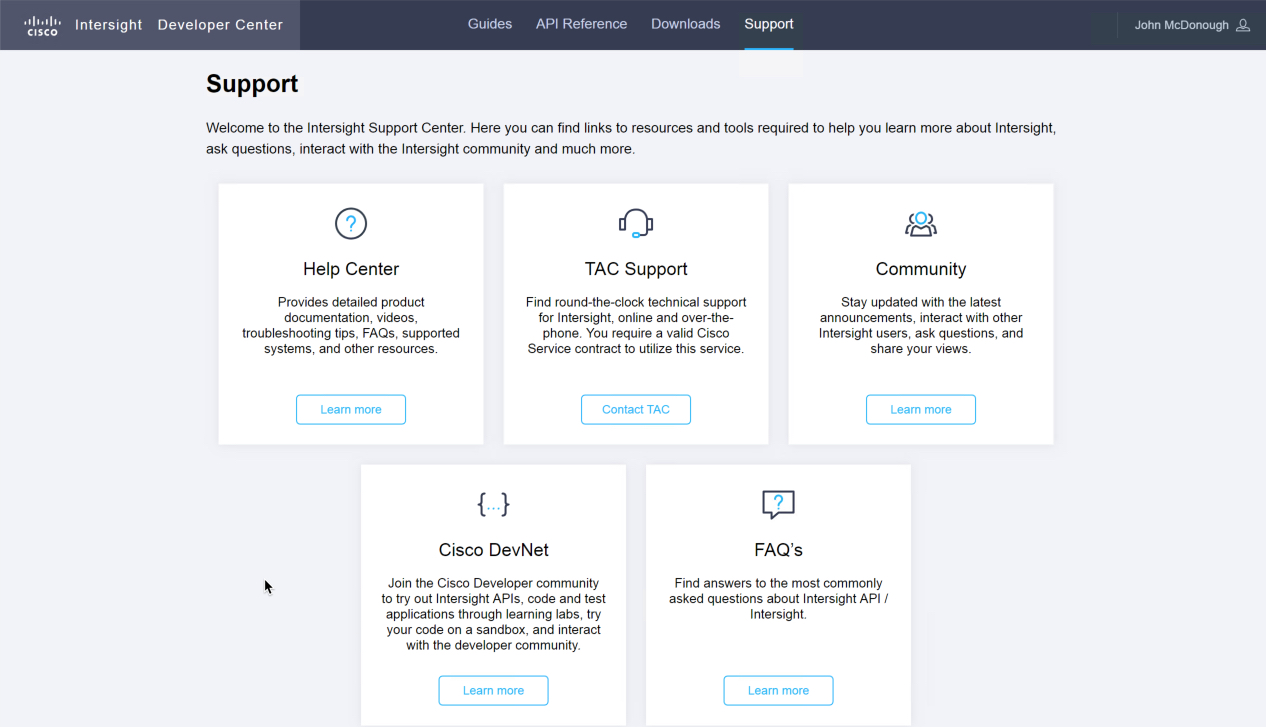 CISCO Intersight Developer Center Guides API Reference Downloads Support John McDonough
Support
Welcome to the Intersight Support Center. Here you can find links to resources and tools required to help you learn more about Intersight,
ask questions, interact with the Intersight community and much more.
?
Help Center
Provides detailed product
documentation, videos,
troubleshooting tips, FAQs, supported
systems, and other resources.
Learn more
TAC Support
Find round-the-clock technical support
for Intersight, online and over-the-
phone. You require a valid Cisco
Service contract to utilize this service.
Contact TAC
Community
Stay updated with the latest
announcements, interact with other
Intersight users, ask questions, and
share your views.
Learn more
{...}
Cisco DevNet
Join the Cisco Developer community
to try out Intersight APIs, code and test
applications through learning labs, try
your code on a sandbox, and interact
with the developer community.
Learn more
?
FAQ’s
Find answers to the most commonly
asked questions about Intersight API /
Intersight.
Learn more